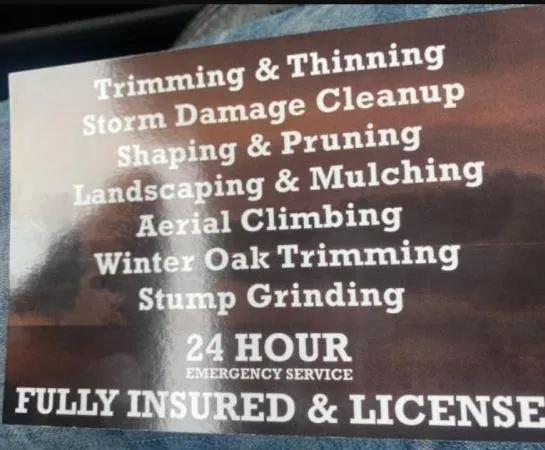 Trimming & Thinning
Storm Damage Cleanup
Shaping & Pruning
Landscaping & Mulching
Aerial Climbing
Winter Oak Trimming
Stump Grinding
24 HOUR
EMERGENCY SERVICE
FULLY INSURED & LICENSE